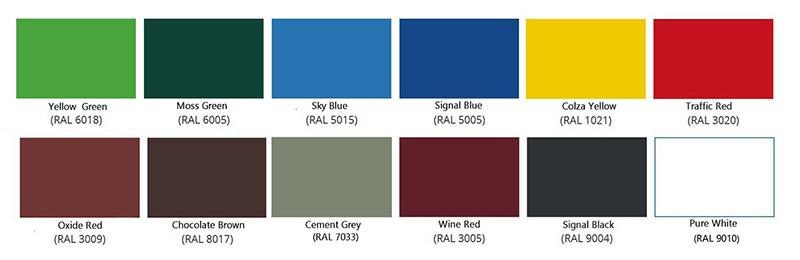 Yellow Green
(RAL 6018)
Moss Green
(RAL 6005)
Sky Blue
(RAL 5015)
Signal Blue
(RAL 5005)
Colza Yellow
(RAL 1021)
Traffic Red
(RAL 3020)
Oxide Red
(RAL 3009)
Chocolate Brown
(RAL 8017)
Cement Grey
(RAL 7033)
Wine Red
(RAL 3005)
Signal Black
(RAL 9004)
Pure White
(RAL 9010)